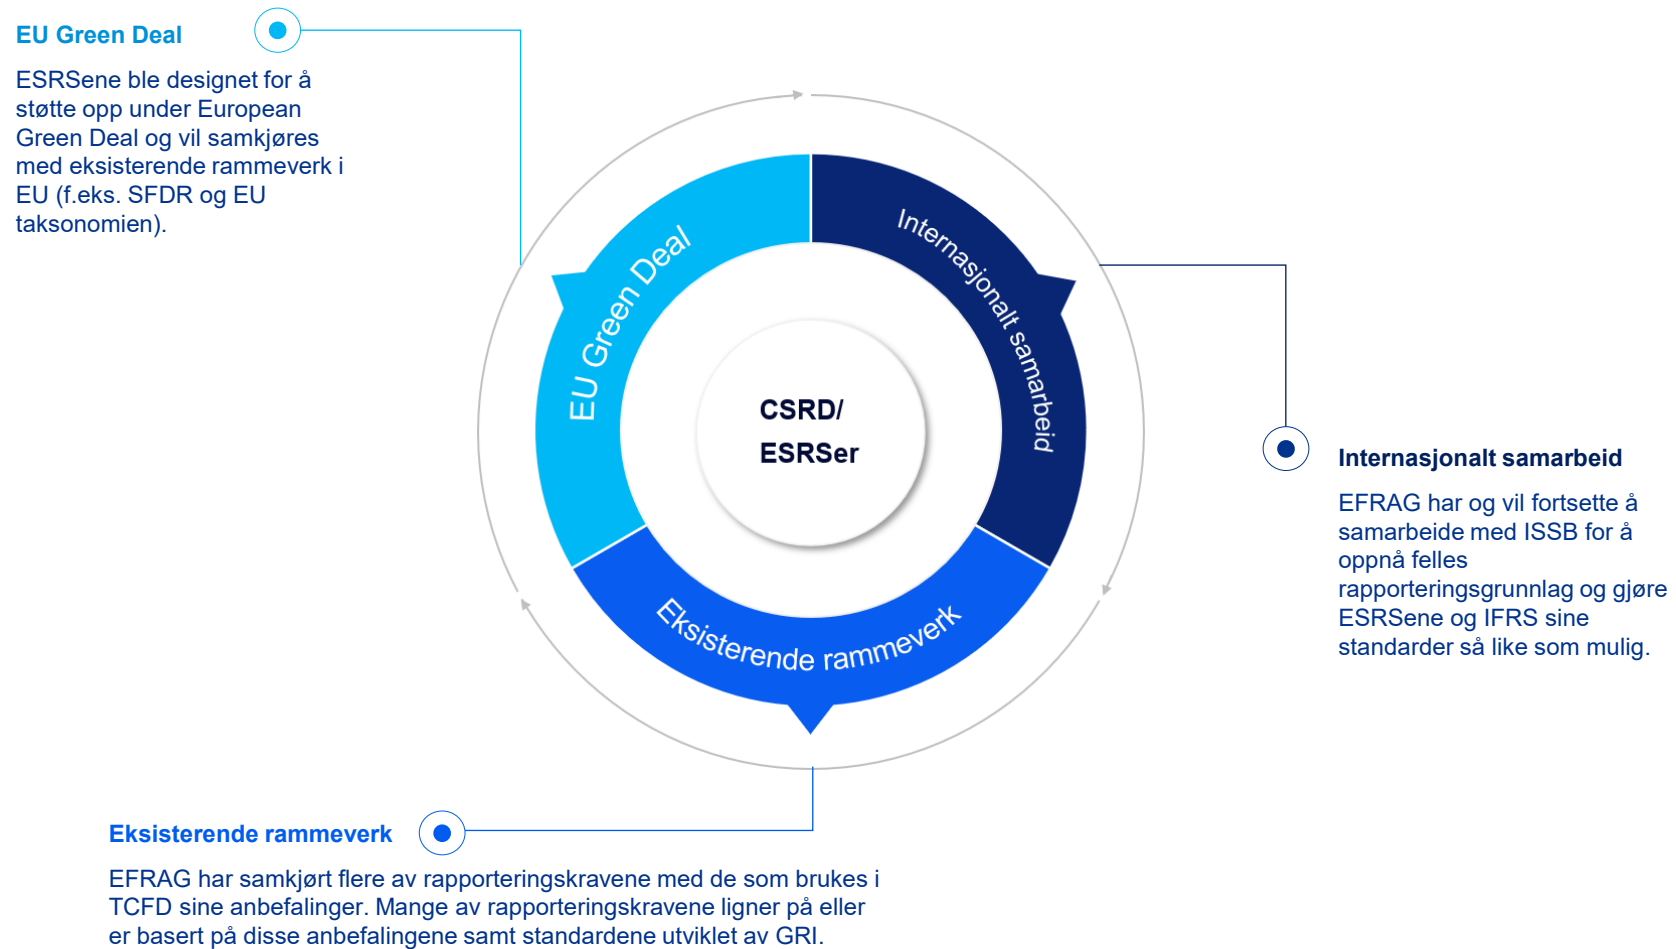 EU Green Deal
ESRSene ble designet for å
støtte opp under European
Green Deal og vil samkjøres
med eksisterende rammeverk i
EU (f.eks. SFDR og EU
taksonomien).
EU Green Deal
Internasjonalt samarbeid
CSRD/
ESRSer
Eksisterende rammeverk
Internasjonalt samarbeid
EFRAG har og vil fortsette å
samarbeide med ISSB for å
oppnå felles
rapporteringsgrunnlag og gjøre
ESRSene og IFRS sine
standarder så like som mulig.
Eksisterende rammeverk
EFRAG har samkjørt flere av rapporteringskravene med de som brukes i
TCFD sine anbefalinger. Mange av rapporteringskravene ligner på eller
er basert på disse anbefalingene samt standardene utviklet av GRI.